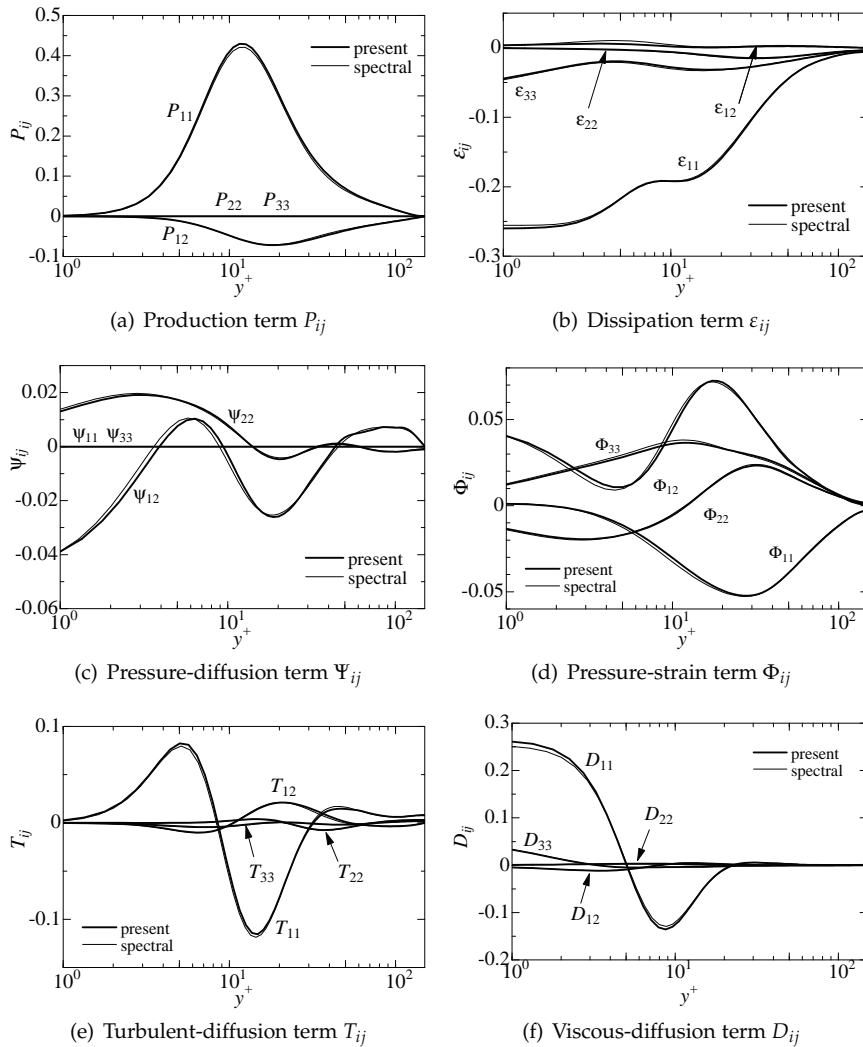 0.5
0.4
0.3
0.2
0.1
0
-0.1
P_ij
present
spectral
P_11
P_22 P_33
P_12
10^0 10^1 10^2
y^+
(a) Production term P_ij
0
-0.1
-0.2
-0.3
ε_ij
ε_33
ε_22
ε_12
ε_11
present
spectral
10^0 10^1 10^2
y^+
(b) Dissipation term ε_ij
0.02
0
-0.02
-0.04
-0.06
Ψ_ij
Ψ_22
Ψ_11 Ψ_33
Ψ_12
present
spectral
10^0 10^1 10^2
y^+
(c) Pressure-diffusion term Ψ_ij
0.05
0
-0.05
Φ_ij
Φ_33
Φ_12
Φ_22
Φ_11
present
spectral
10^0 10^1 10^2
y^+
(d) Pressure-strain term Φ_ij
0.1
0
-0.1
T_ij
T_12
T_33
T_22
T_11
present
spectral
10^0 10^1 10^2
y^+
(e) Turbulent-diffusion term T_ij
0.3
0.2
0.1
0
-0.1
-0.2
D_ij
D_11
present
spectral
D_22
D_33
D_12
10^0 10^1 10^2
y^+
(f) Viscous-diffusion term D_ij